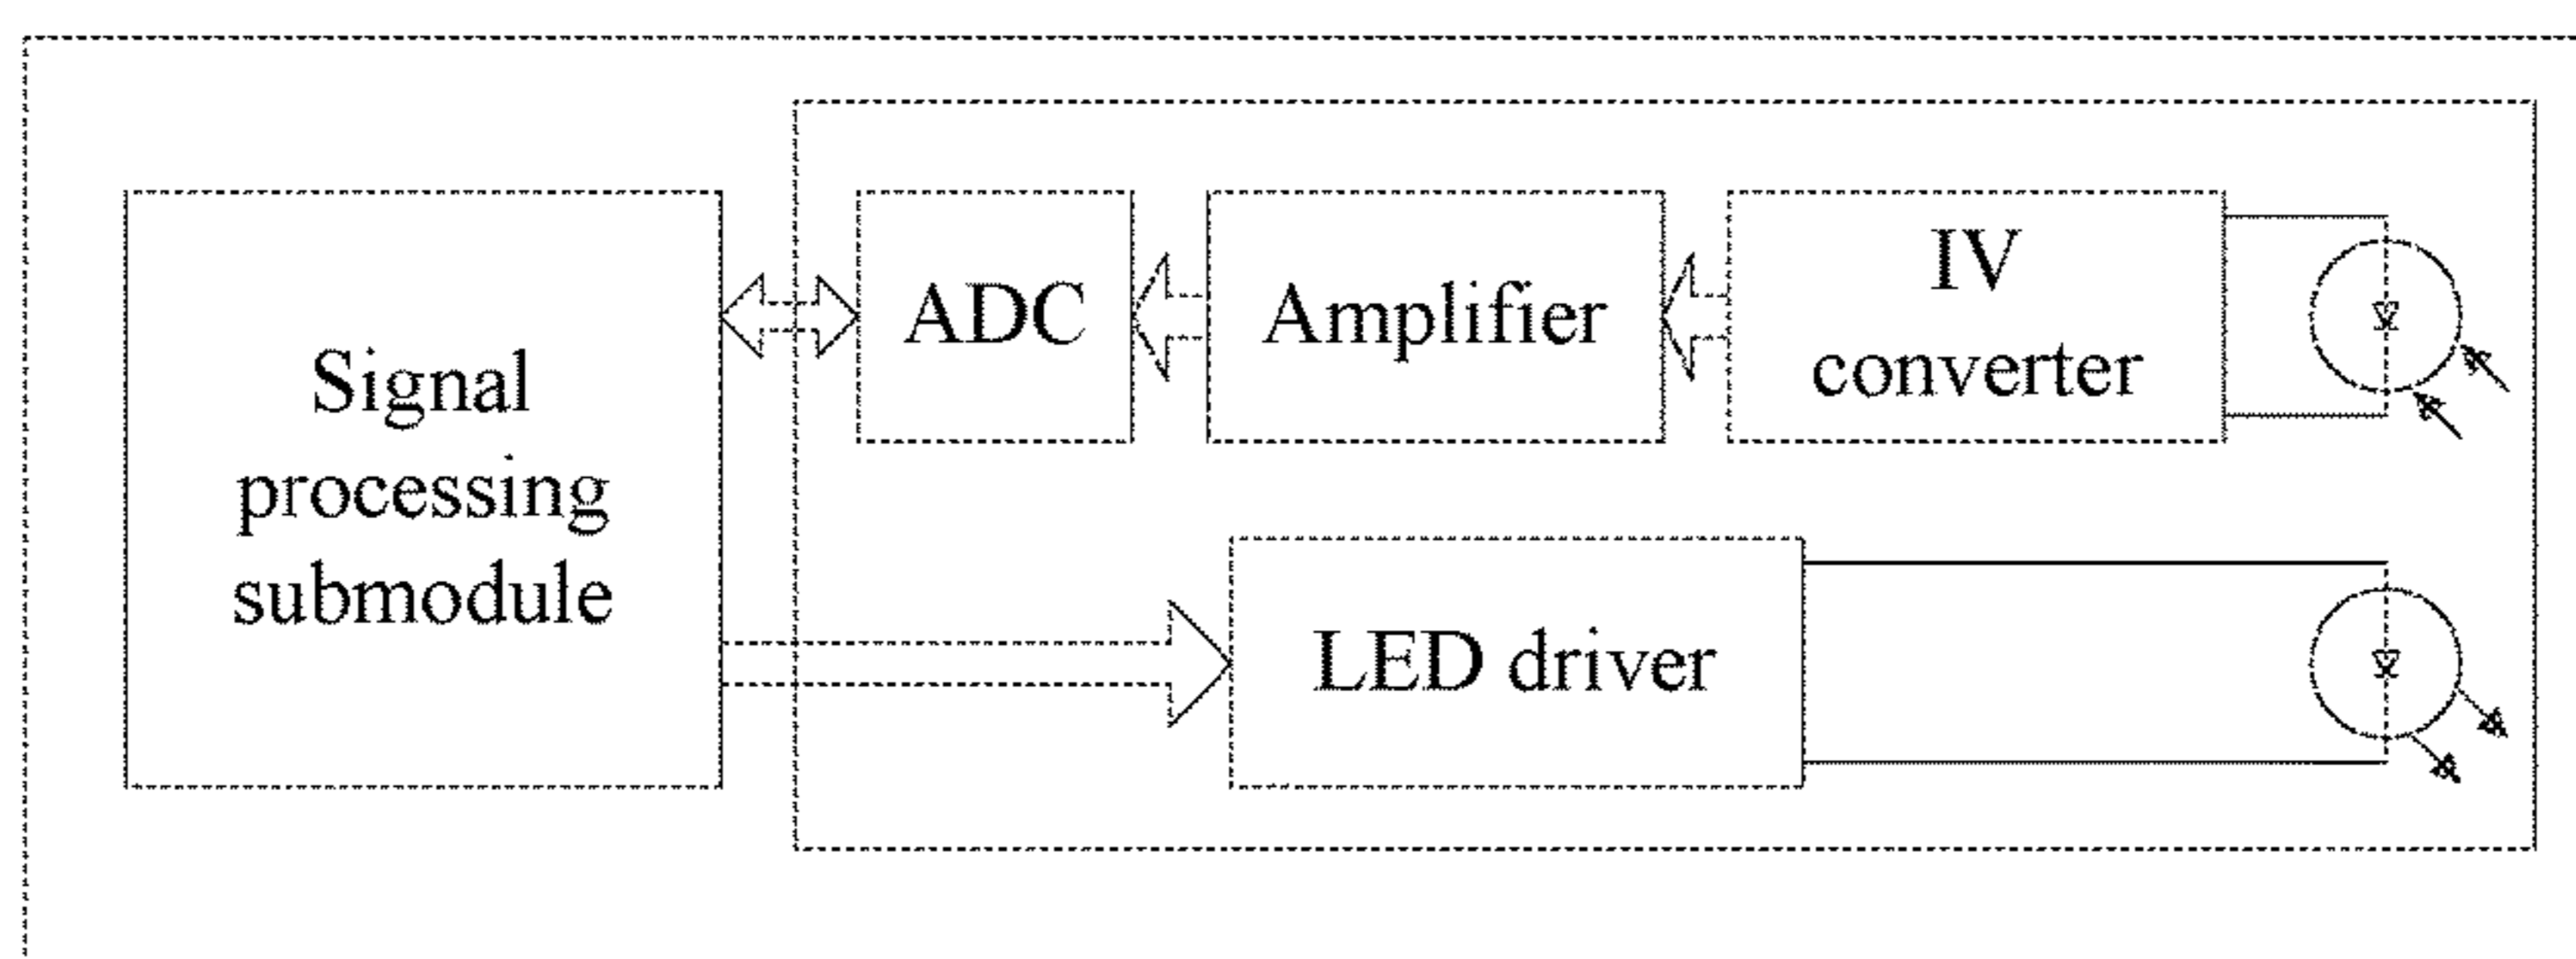 Signal
processing
submodule
ADC
Amplifier
IV
converter
LED driver